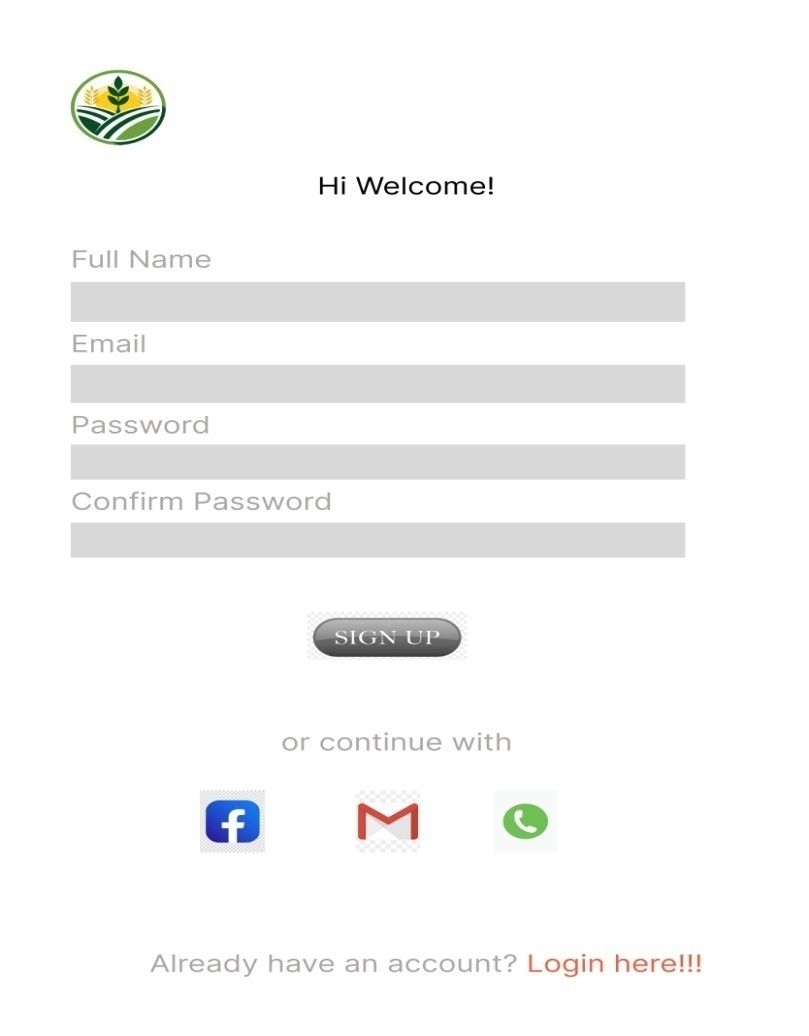 Hi Welcome!
Full Name
Email
Password
Confirm Password
SIGN UP
or continue with
Already have an account? Login here!!!